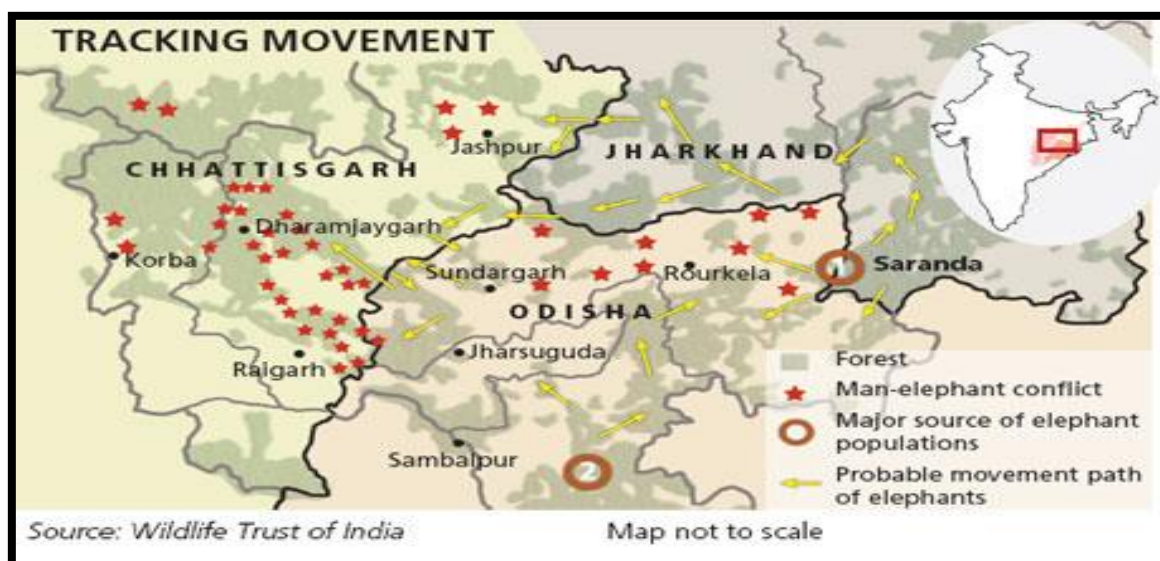 TRACKING MOVEMENT
Jashpur
JHARKHAND
CHHATTISGARH
Dharamjaygarh
Korba
Sundargarh
Rourkela
1
Saranda
ODISHA
Jharsuguda
Raigarh
Sambalpur
2
Forest
Man-elephant conflict
Major source of elephant
populations
Probable movement path
of elephants
Source: Wildlife Trust of India
Map not to scale